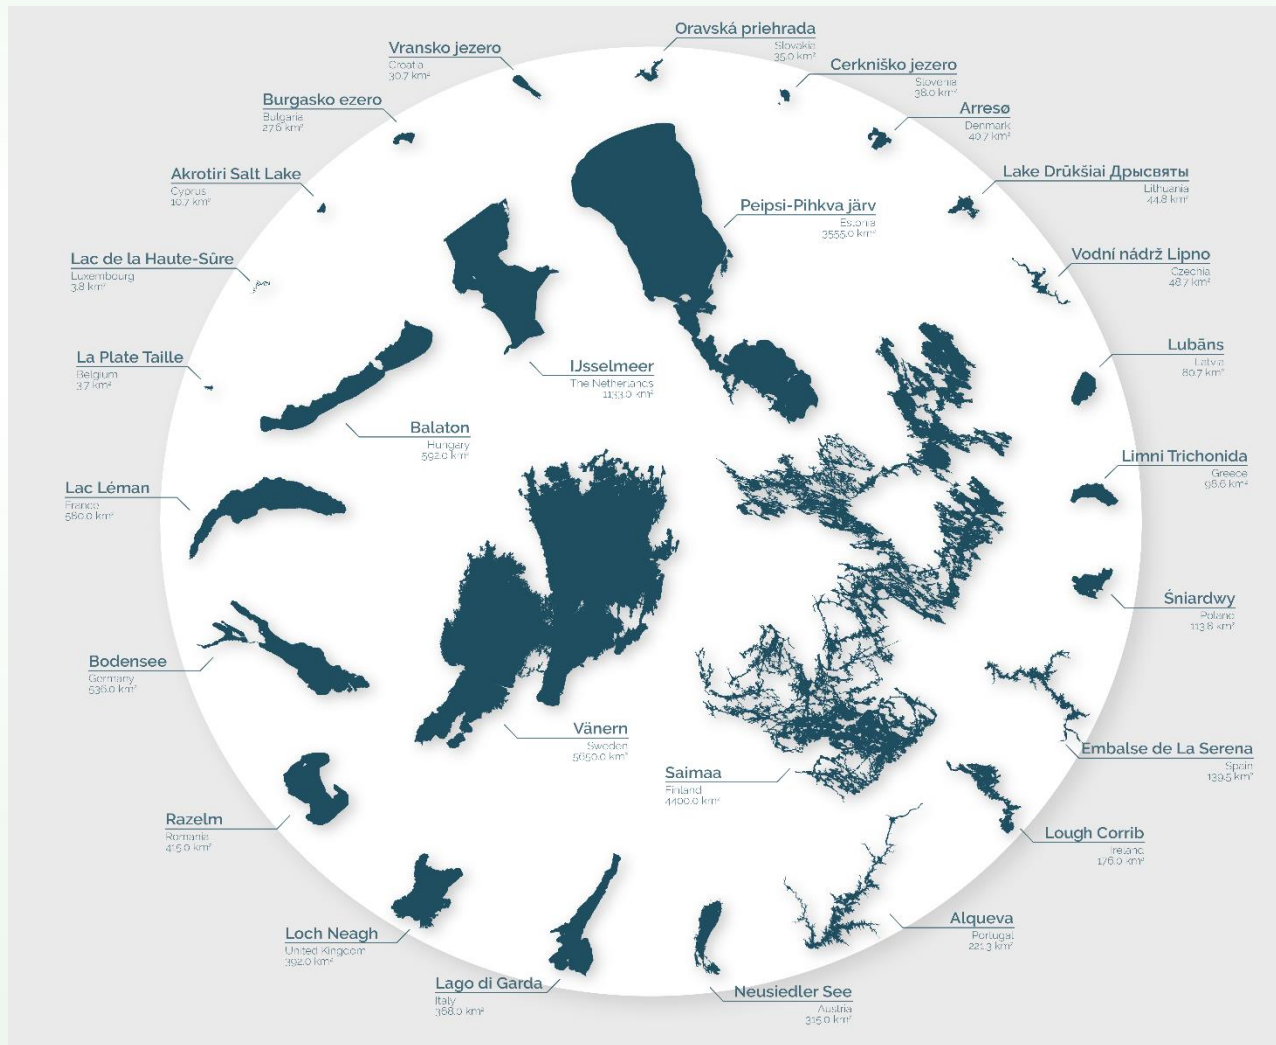 Oravská priehrada
Slovakia
35.0 km²
Vransko jezero
Croatia
30.7 km²
Cerkniško jezero
Slovenia
38.0 km²
Burgasko ezero
Bulgaria
27.6 km²
Arresø
Denmark
40.7 km²
Akrotiri Salt Lake
Cyprus
10.7 km²
Lake Drūkšiai Дрысвяты
Lithuania
44.8 km²
Peipsi-Pihkva järv
Estonia
3555.0 km²
Lac de la Haute-Sûre
Luxembourg
3.8 km²
Vodní nádrž Lipno
Czechia
48.7 km²
La Plate Taille
Belgium
3.7 km²
IJsselmeer
The Netherlands
1133.0 km²
Lubāns
Latvia
80.7 km²
Balaton
Hungary
592.0 km²
Limni Trichonida
Greece
98.6 km²
Lac Léman
France
580.0 km²
Śniardwy
Poland
113.8 km²
Bodensee
Germany
536.0 km²
Vänern
Sweden
5650.0 km²
Embalse de La Serena
Spain
139.5 km²
Saimaa
Finland
4400.0 km²
Razelm
Romania
415.0 km²
Lough Corrib
Ireland
176.0 km²
Alqueva
Portugal
221.3 km²
Loch Neagh
United Kingdom
392.0 km²
Lago di Garda
Italy
368.0 km²
Neusiedler See
Austria
315.0 km²